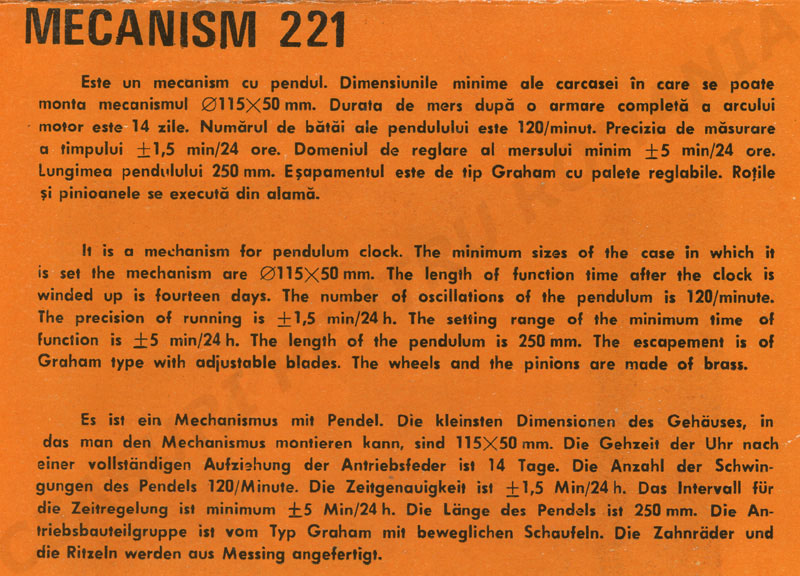 MECANISM 221
Este un mecanism cu pendul. Dimensiunile minime ale carcasei în care se poate
monta mecanismul ∅115×50 mm. Durata de mers după o armare completă a arcului
motor este 14 zile. Numărul de bătăi ale pendulului este 120/minut. Precizia de măsurare
a timpului ±1,5 min/24 ore. Domeniul de reglare al mersului minim ±5 min/24 ore.
Lungimea pendulului 250 mm. Eșapamentul este de tip Graham cu palete reglabile. Roțile
și pinioanele se execută din alamă.
It is a mechanism for pendulum clock. The minimum sizes of the case in which it
is set the mechanism are ∅115×50 mm. The length of function time after the clock is
winded up is fourteen days. The number of oscillations of the pendulum is 120/minute.
The precision of running is ±1,5 min/24 h. The setting range of the minimum time of
function is ±5 min/24 h. The length of the pendulum is 250 mm. The escapement is of
Graham type with adjustable blades. The wheels and the pinions are made of brass.
Es ist ein Mechanismus mit Pendel. Die kleinsten Dimensionen des Gehäuses, in
das man den Mechanismus montieren kann, sind 115×50 mm. Die Gehzeit der Uhr nach
einer vollständigen Aufziehung der Antriebsfeder ist 14 Tage. Die Anzahl der Schwin-
gungen des Pendels 120/Minute. Die Zeitgenauigkeit ist ±1,5 Min/24 h. Das Intervall für
die Zeitregelung ist minimum ±5 Min/24 h. Die Länge des Pendels ist 250 mm. Die An-
triebsbauteilgruppe ist vom Typ Graham mit beweglichen Schaufeln. Die Zahnräder und
die Ritzeln werden aus Messing angefertigt.